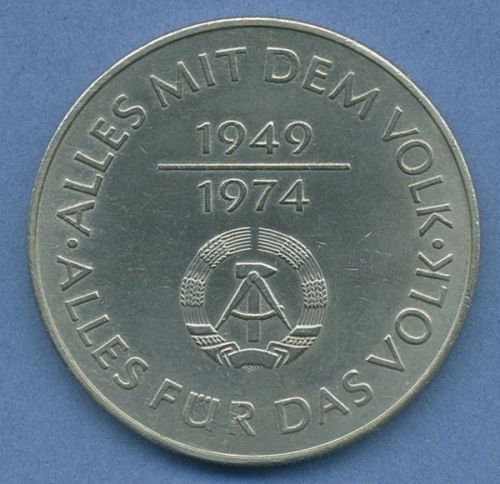 ALLES MIT DEM VOLK
1949
1974
ALLES FÜR DAS VOLK